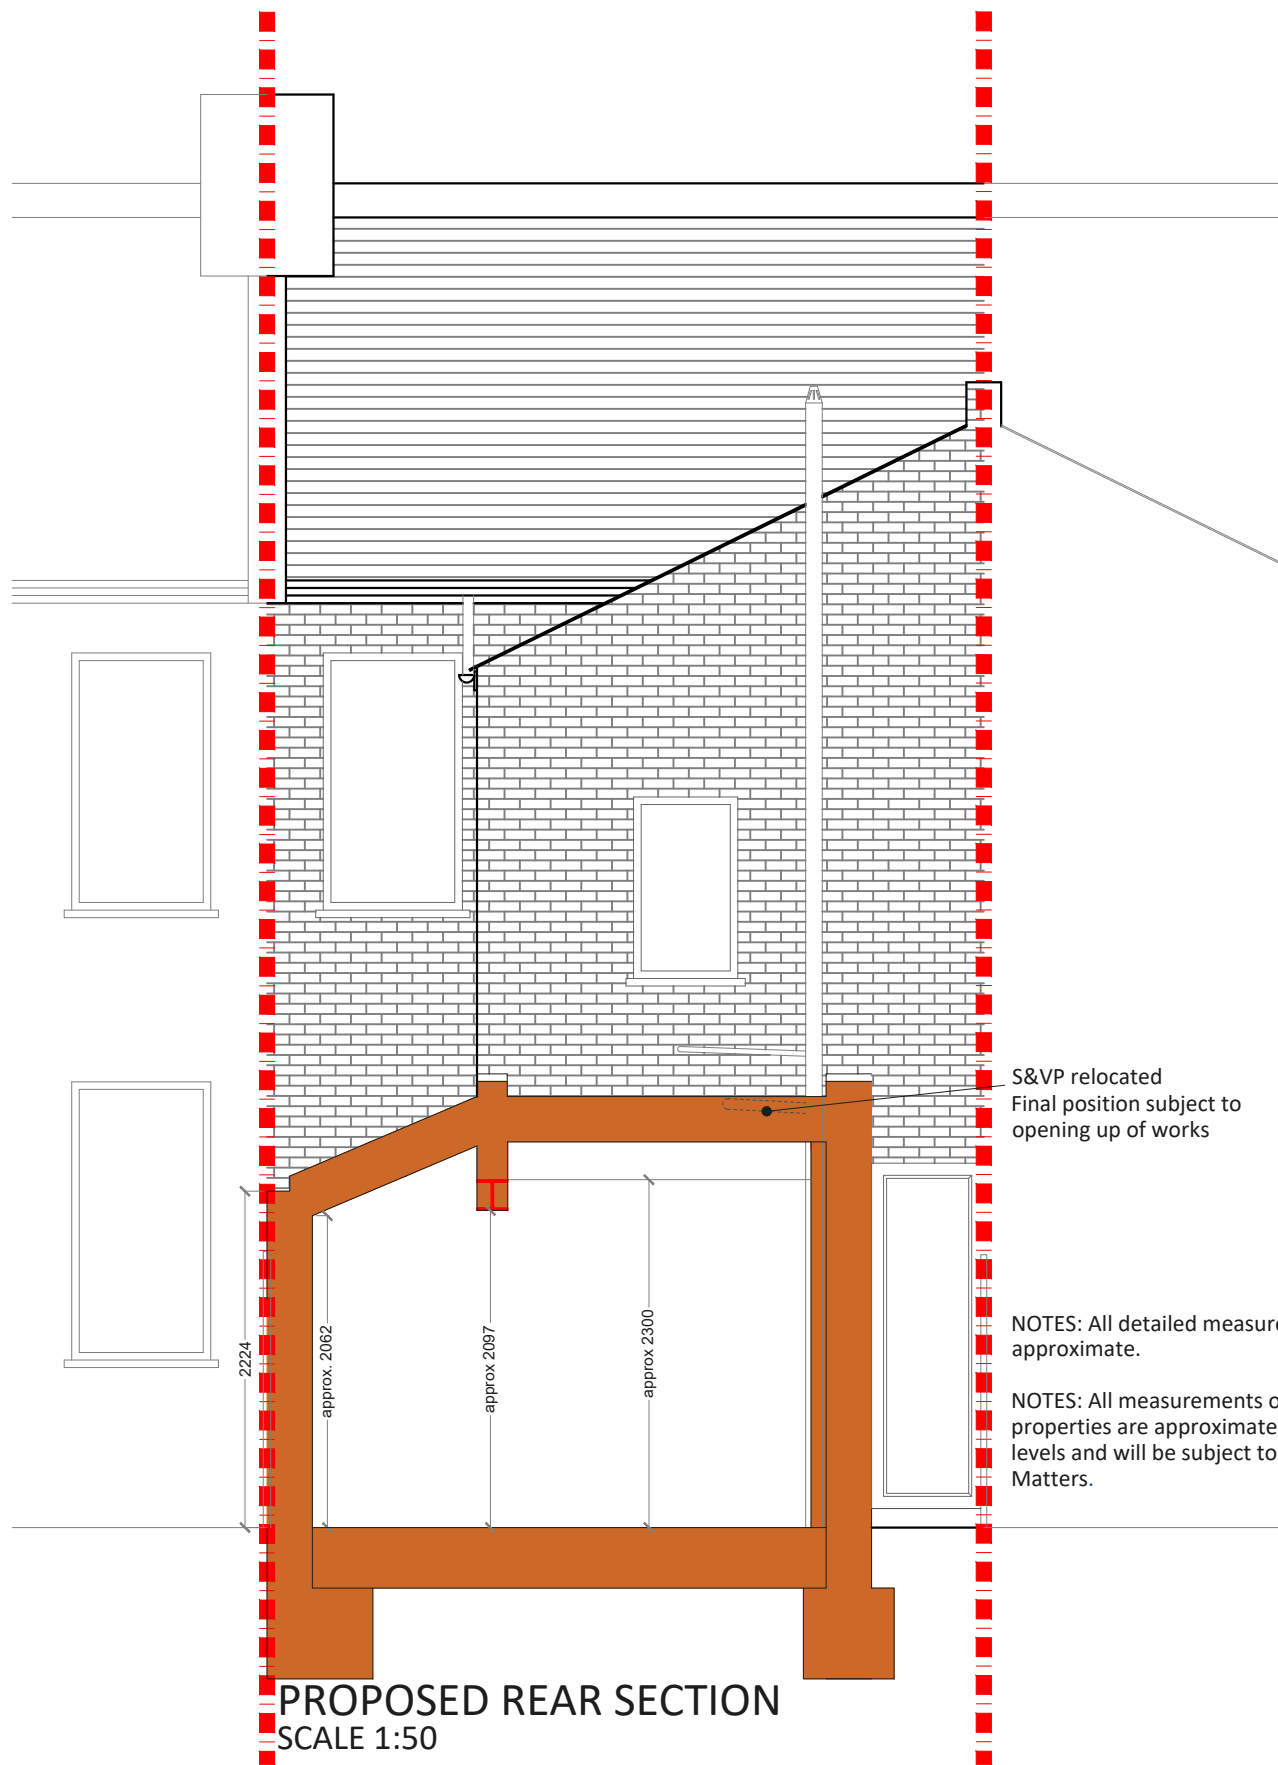 S&VP relocated
Final position subject to
opening up of works
2224
approx. 2062
approx 2097
approx 2300
NOTES: All detailed
approximate.
NOTES: All measurements
properties are approximate
levels and will be subject to
Matters.
PROPOSED REAR SECTION
SCALE 1:50